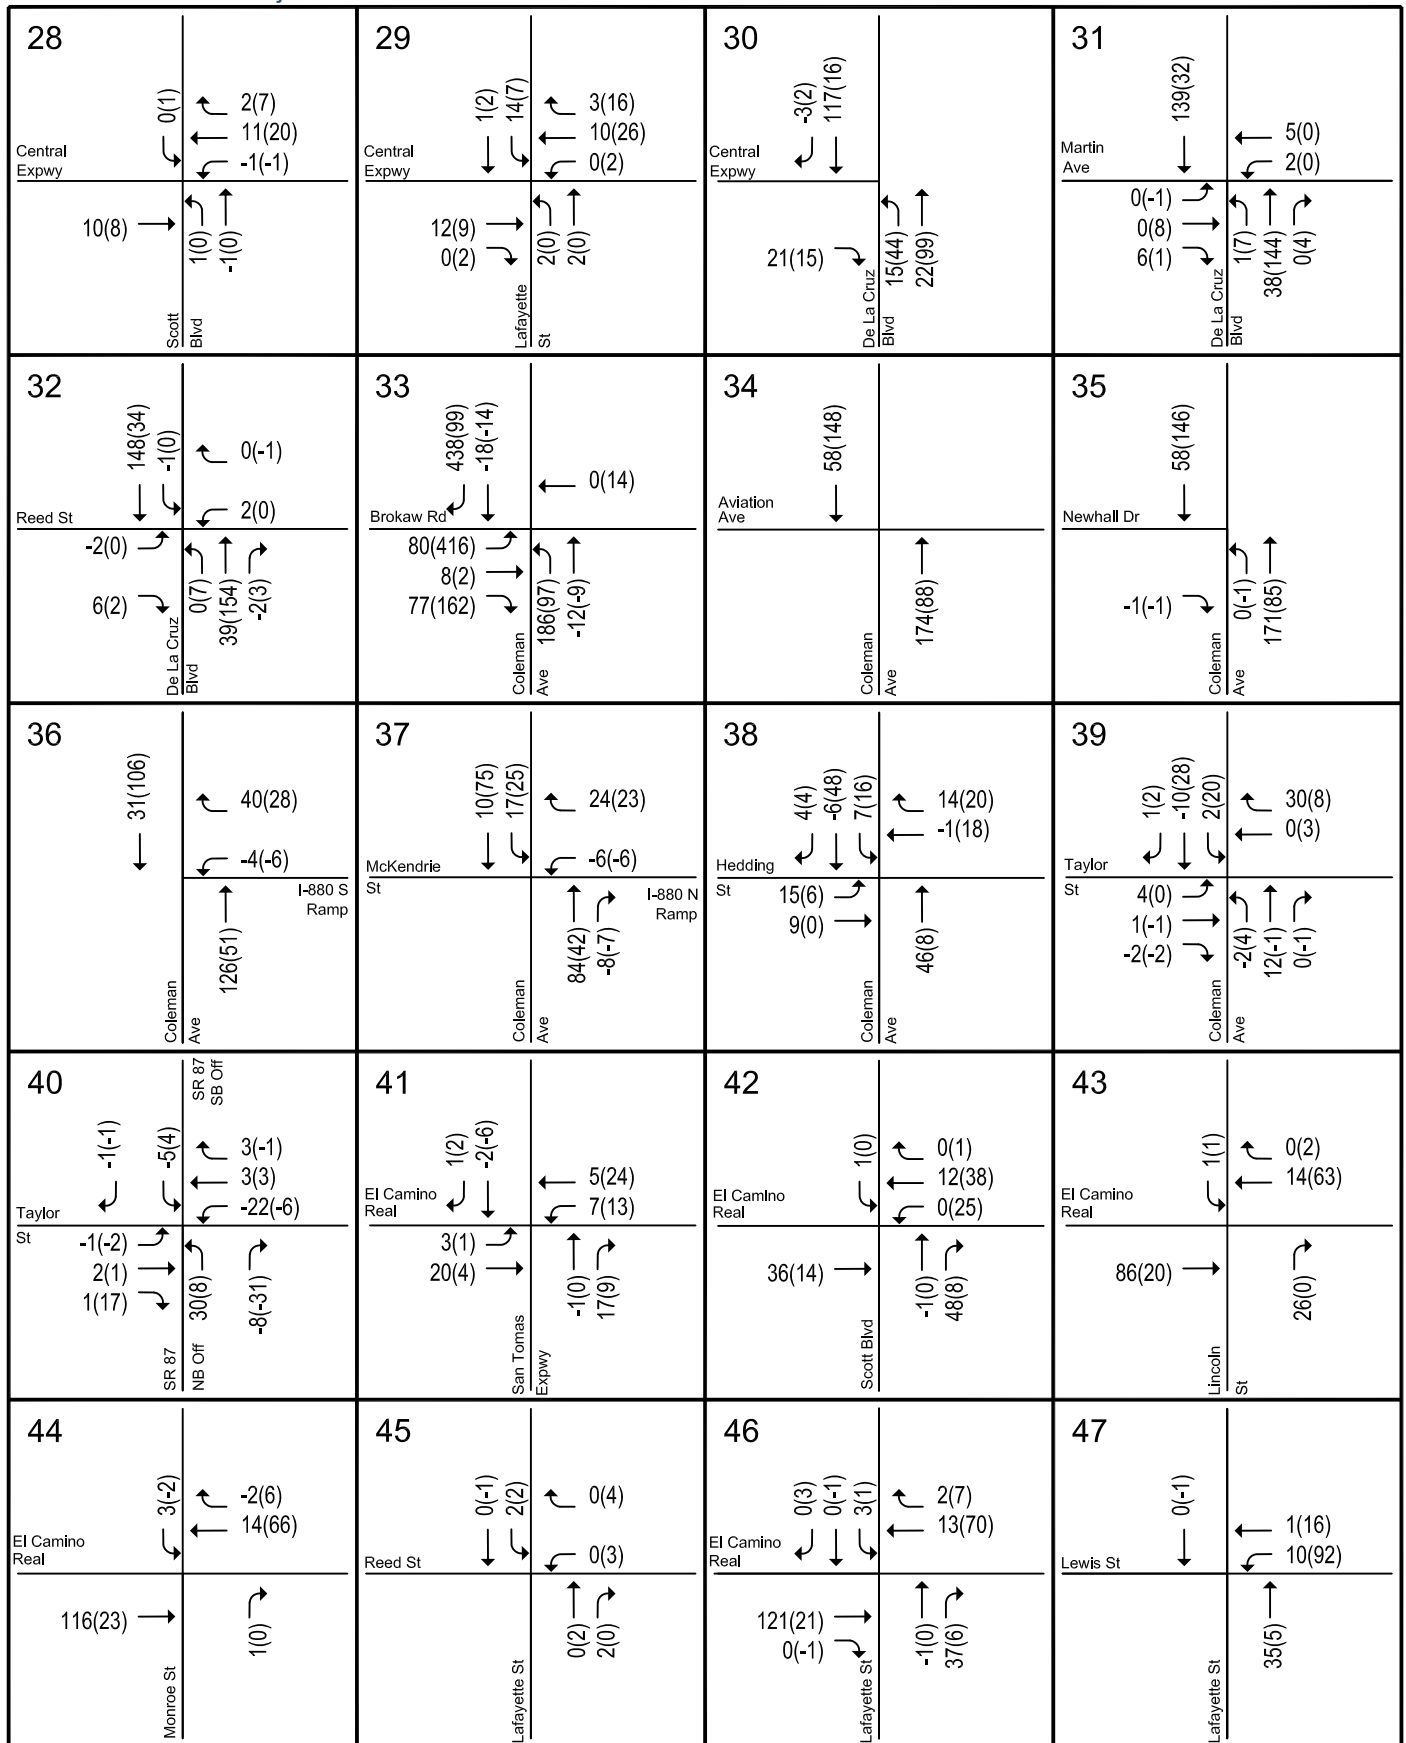 28
0(1)
2(7)
11(20)
-1(-1)
Central
Expwy
10(8)
1(0)
-1(0)
Scott
Blvd
29
1(2)
14(7)
3(16)
10(26)
0(2)
Central
Expwy
12(9)
0(2)
2(0)
2(0)
Lafayette
St
30
-3(2)
117(16)
Central
Expwy
21(15)
15(44)
22(99)
De La Cruz
Blvd
31
139(32)
5(0)
2(0)
Martin
Ave
0(-1)
0(8)
6(1)
1(7)
38(144)
0(4)
De La Cruz
Blvd
32
148(34)
-1(0)
0(-1)
2(0)
Reed St
-2(0)
6(2)
0(7)
39(154)
-2(3)
De La Cruz
Blvd
33
438(99)
-18(-14)
0(14)
Brokaw Rd
80(416)
8(2)
77(162)
186(97)
-12(-9)
Coleman
Ave
34
58(148)
Aviation
Ave
174(88)
Coleman
Ave
35
58(146)
Newhall Dr
-1(-1)
0(-1)
171(85)
Coleman
Ave
36
31(106)
40(28)
-4(-6)
I-880 S
Ramp
126(51)
Coleman
Ave
37
10(75)
17(25)
24(23)
-6(-6)
McKendrie
St
I-880 N
Ramp
84(42)
-8(-7)
Coleman
Ave
38
4(4)
-6(48)
7(16)
14(20)
-1(18)
Hedding
St
15(6)
9(0)
46(8)
Coleman
Ave
39
1(2)
-10(28)
2(20)
30(8)
0(3)
Taylor
St
4(0)
1(-1)
-2(-2)
-2(4)
12(-1)
0(-1)
Coleman
Ave
40
SR 87
SB Off
-1(-1)
-5(4)
3(-1)
3(3)
-22(-6)
Taylor
St
-1(-2)
2(1)
1(17)
30(8)
-8(-31)
SR 87
NB Off
41
1(2)
-2(-6)
5(24)
7(13)
El Camino
Real
3(1)
20(4)
-1(0)
17(9)
San Tomas
Expwy
42
1(0)
0(1)
12(38)
0(25)
El Camino
Real
36(14)
-1(0)
48(8)
Scott Blvd
43
1(1)
0(2)
14(63)
El Camino
Real
86(20)
26(0)
Lincoln
St
44
3(-2)
-2(6)
14(66)
El Camino
Real
116(23)
1(0)
Monroe St
45
0(-1)
2(2)
0(4)
0(3)
Reed St
0(2)
2(0)
Lafayette St
46
0(3)
0(-1)
3(1)
2(7)
13(70)
El Camino
Real
121(21)
0(-1)
-1(0)
37(6)
Lafayette St
47
0(-1)
1(16)
10(92)
Lewis St
35(5)
Lafayette St